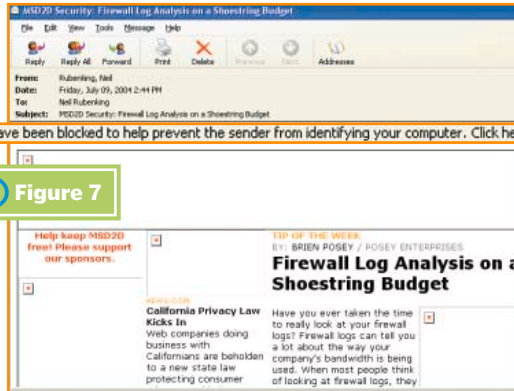 MSD2D Security: Firewall Log Analysis on a Shoestring Budget
File Edit View Tools Message Help
Reply Reply All Forward Print Delete Previous Next Addresses
From: Rubenking, Neil
Date: Friday, July 09, 2004 2:44 PM
To: Neil Rubenking
Subject: MSD2D Security: Firewall Log Analysis on a Shoestring Budget
ave been blocked to help prevent the sender from identifying your computer. Click he
Figure 7
Help keep MSD2D
free! Please support
our sponsors.
NEWS.COM
California Privacy Law
Kicks In
Web companies doing
business with
Californians are beholden
to a new state law
protecting consumer
TIP OF THE WEEK
BY: BRIEN POSEY / POSEY ENTERPRISES
Firewall Log Analysis on a
Shoestring Budget
Have you ever taken the time
to really look at your firewall
logs? Firewall logs can tell you
a lot about the way your
company's bandwidth is being
used. When most people think
of looking at firewall logs, they